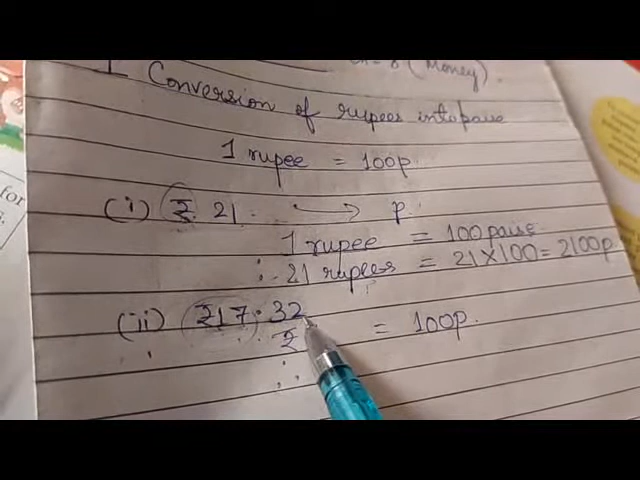 (Money)
I Conversion of rupees into paise
1 rupee = 100p.
(i) ₹ 21. → p.
1 rupee = 100 paise
∴ 21 rupees = 21×100 = 2100p.
(ii) ₹17.32
₹ = 100p.
∴
for
s.